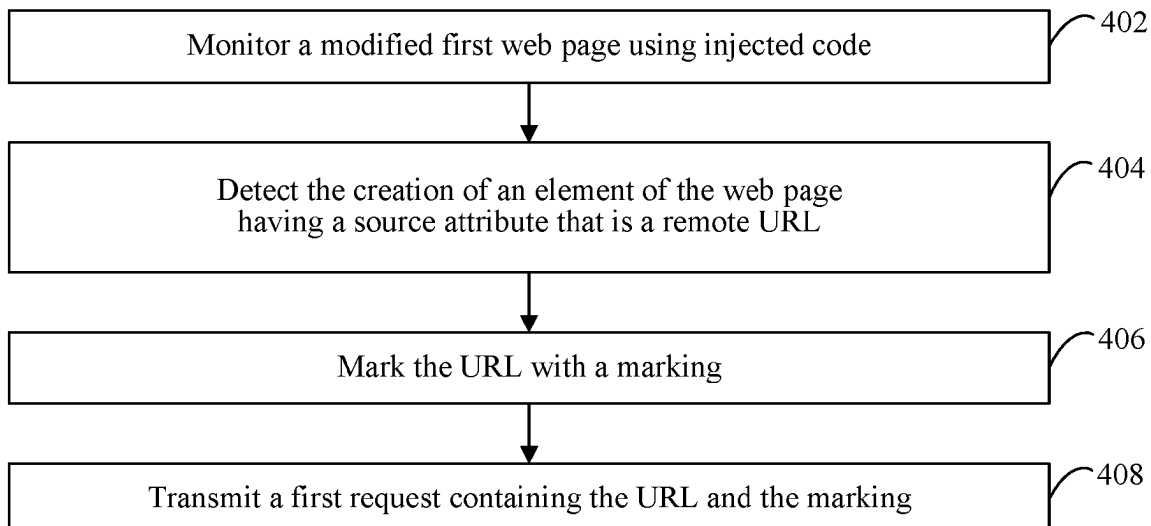 Monitor a modified first web page using injected code
402
Detect the creation of an element of the web page
having a source attribute that is a remote URL
404
Mark the URL with a marking
406
Transmit a first request containing the URL and the marking
408